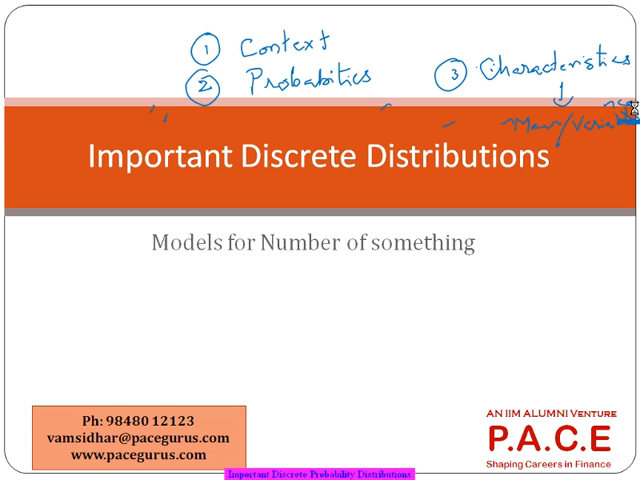 ① Context
② Probabilities
③ Characteristics
Mean/Variance
Important Discrete Distributions
Models for Number of something
Ph: 98480 12123
vamsidhar@pacegurus.com
www.pacegurus.com
AN IIM ALUMNI VENTURE
P.A.C.E
Shaping Careers in Finance
Important Discrete Probability Distributions